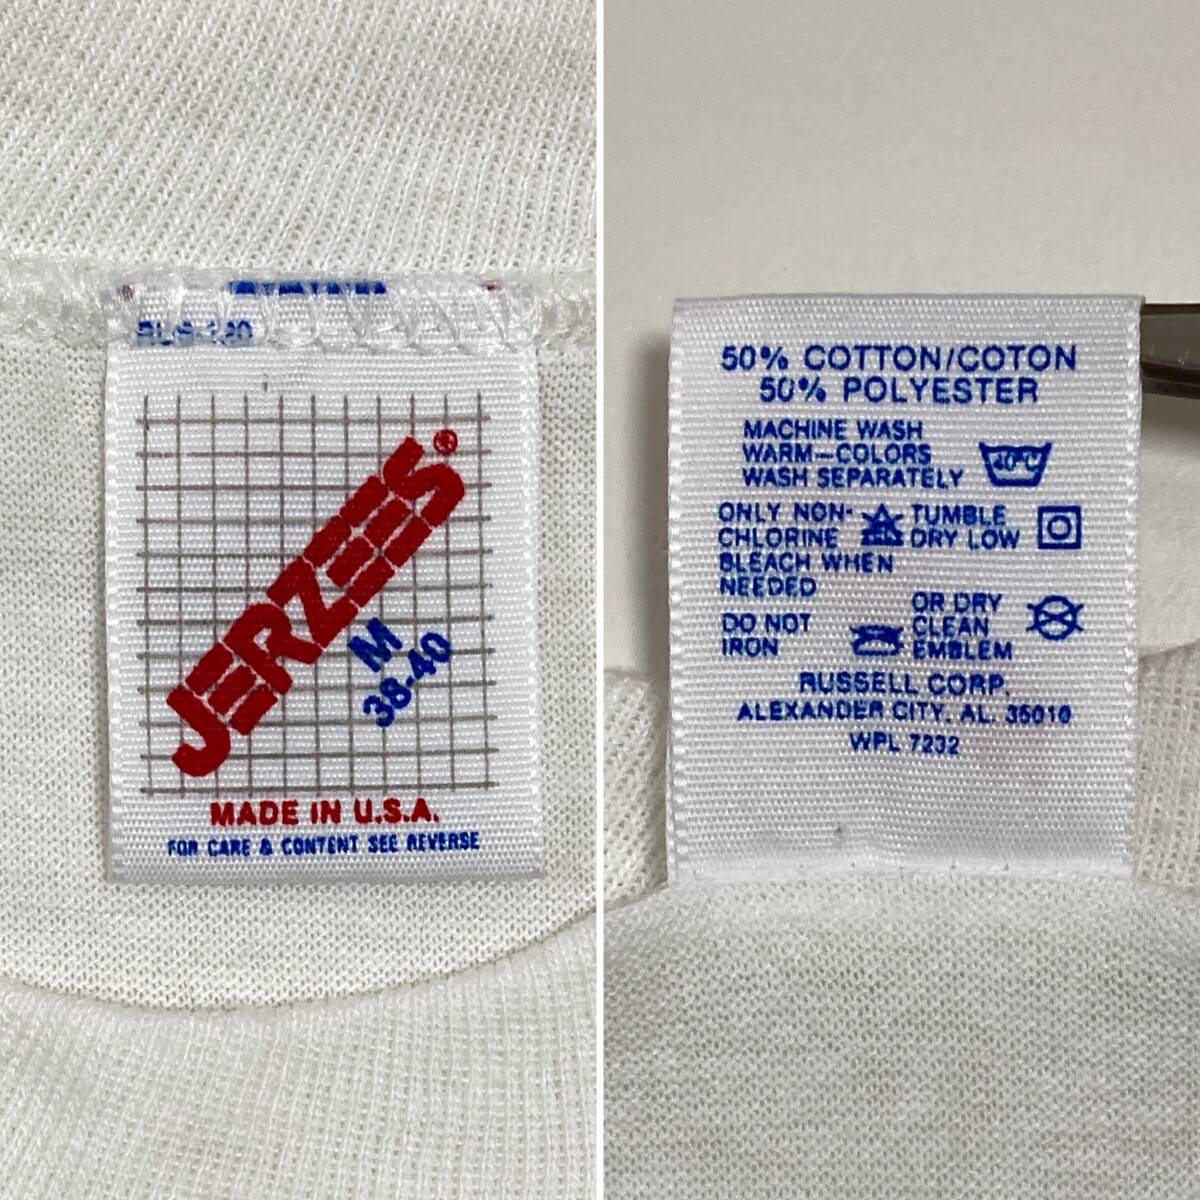 JERZEES®
M
38-40
MADE IN U.S.A.
FOR CARE & CONTENT SEE REVERSE
50% COTTON/COTON
50% POLYESTER
MACHINE WASH
WARM-COLORS
WASH SEPARATELY
40°C
ONLY NON-
CHLORINE
BLEACH WHEN
NEEDED
TUMBLE
DRY LOW
DO NOT
IRON
OR DRY
CLEAN
EMBLEM
RUSSELL CORP.
ALEXANDER CITY, AL. 35010
WPL 7232